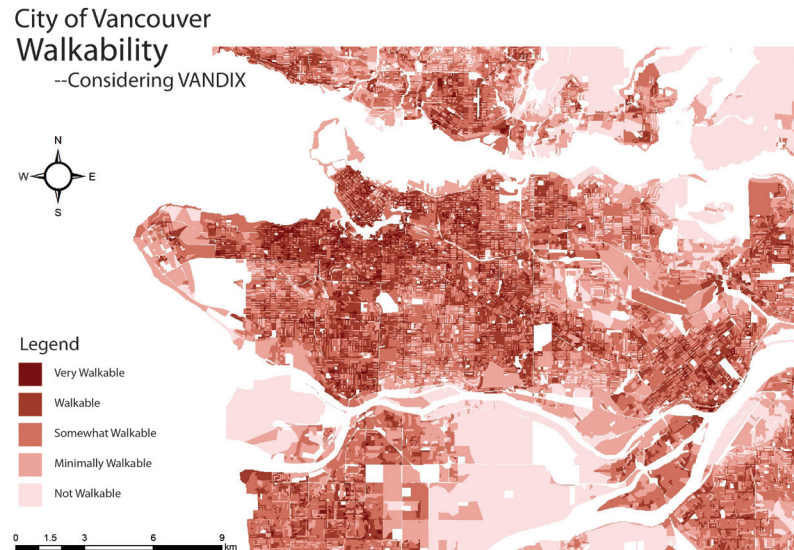 City of Vancouver
Walkability
--Considering VANDIX
N
W E
S
Legend
Very Walkable
Walkable
Somewhat Walkable
Minimally Walkable
Not Walkable
0 1.5 3 6 9
km